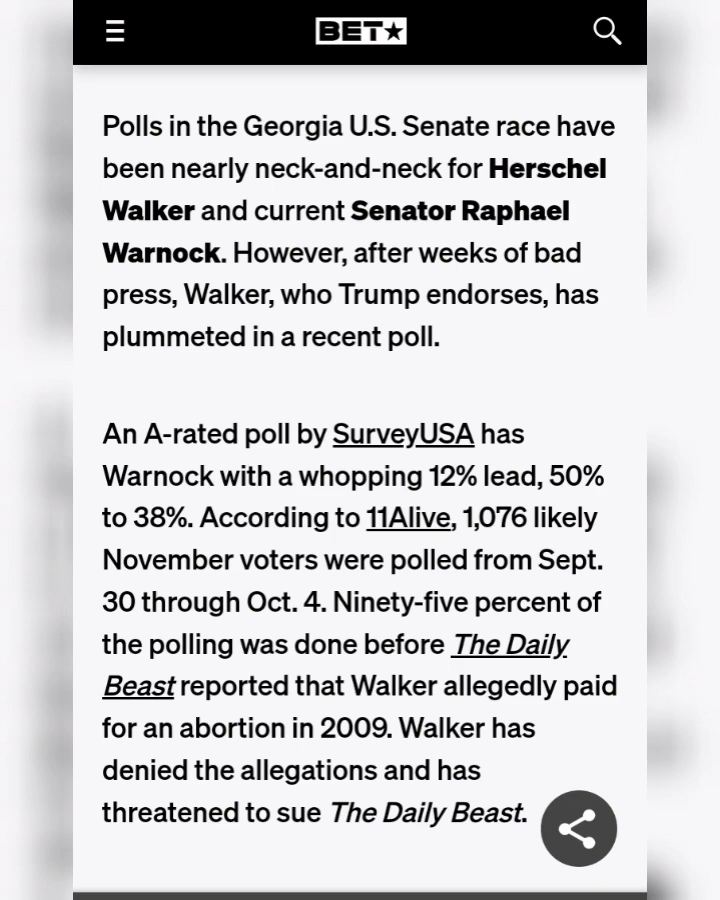 BET★
Polls in the Georgia U.S. Senate race have
been nearly neck-and-neck for Herschel
Walker and current Senator Raphael
Warnock. However, after weeks of bad
press, Walker, who Trump endorses, has
plummeted in a recent poll.
An A-rated poll by SurveyUSA has
Warnock with a whopping 12% lead, 50%
to 38%. According to 11Alive, 1,076 likely
November voters were polled from Sept.
30 through Oct. 4. Ninety-five percent of
the polling was done before The Daily
Beast reported that Walker allegedly paid
for an abortion in 2009. Walker has
denied the allegations and has
threatened to sue The Daily Beast.